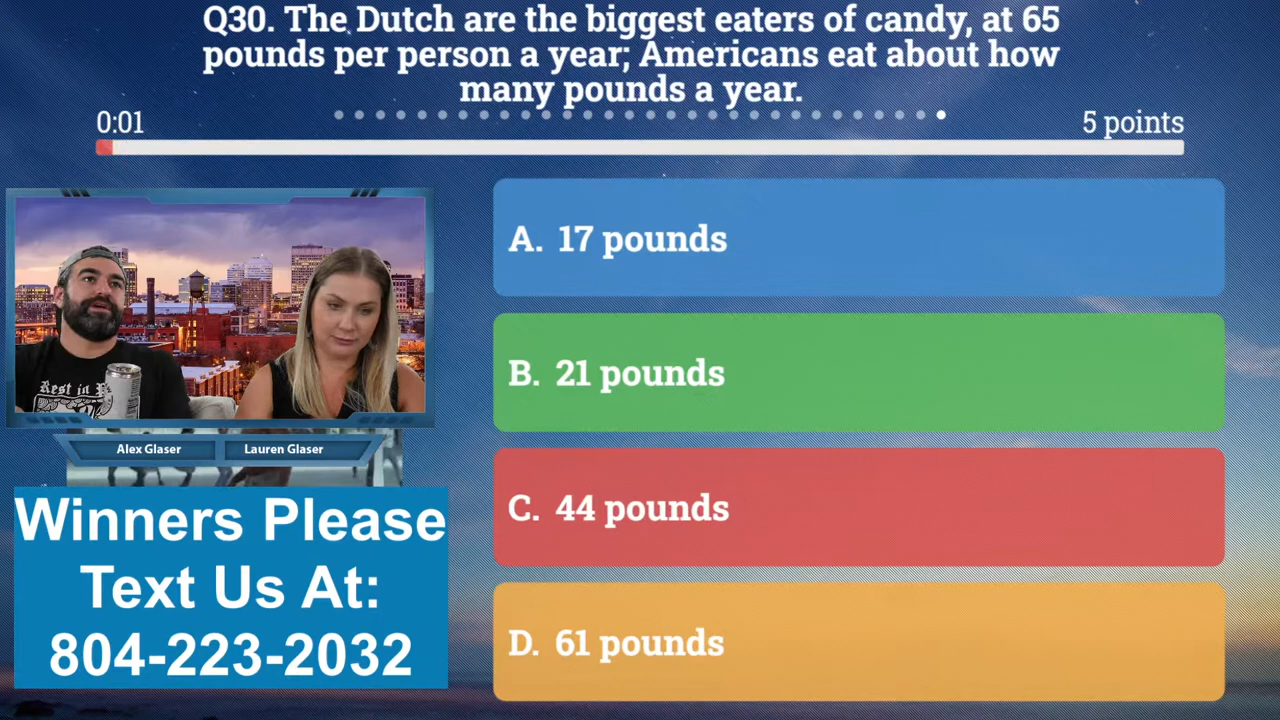 Q30. The Dutch are the biggest eaters of candy, at 65
pounds per person a year; Americans eat about how
many pounds a year.
0:01
5 points
A. 17 pounds
B. 21 pounds
C. 44 pounds
D. 61 pounds
Rest in
Alex Glaser
Lauren Glaser
Winners Please
Text Us At:
804-223-2032